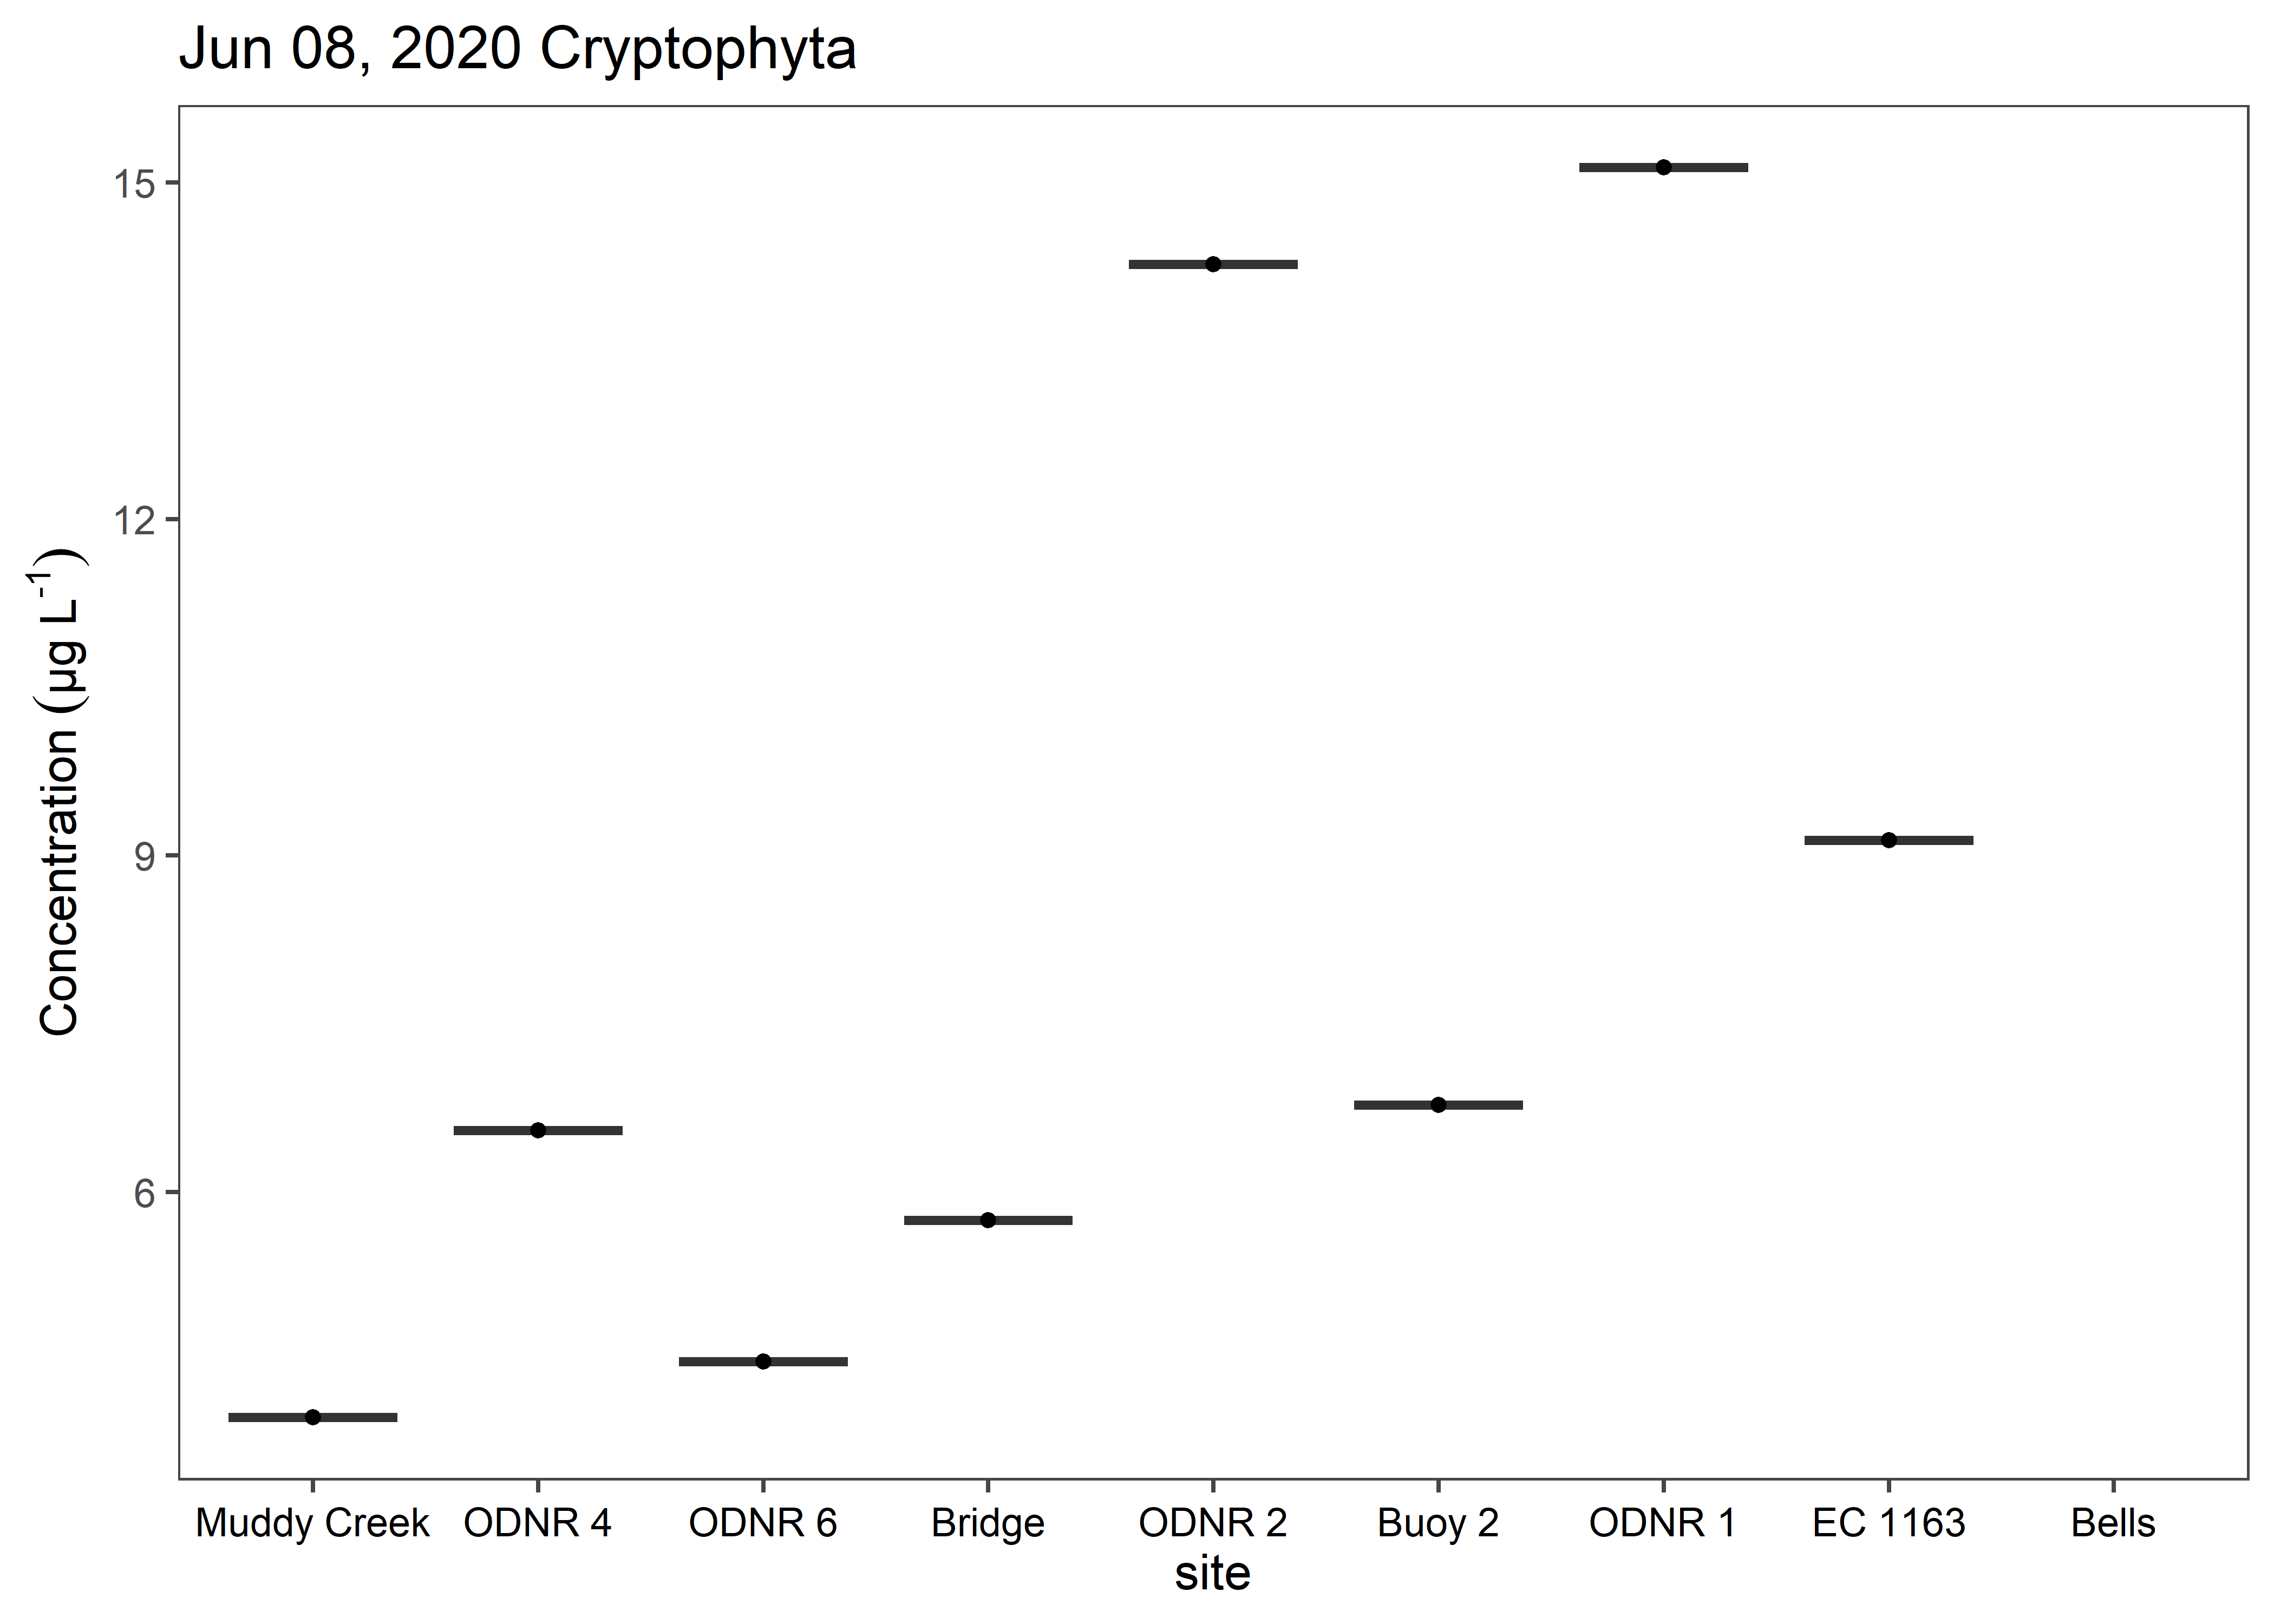 Jun 08, 2020 Cryptophyta
Concentration (µg L⁻¹)
15
12
9
6
Muddy Creek ODNR 4 ODNR 6 Bridge ODNR 2 Buoy 2 ODNR 1 EC 1163 Bells
site